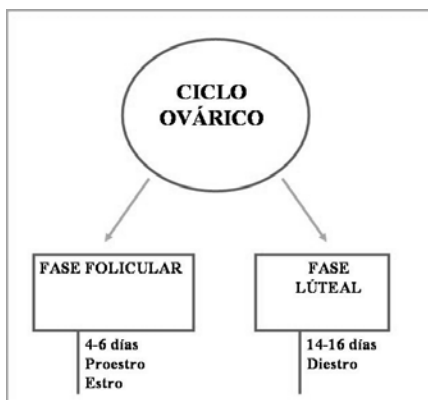 CICLO
OVÁRICO
FASE FOLICULAR
4-6 días
Proestro
Estro
FASE
LÚTEAL
14-16 días
Diestro